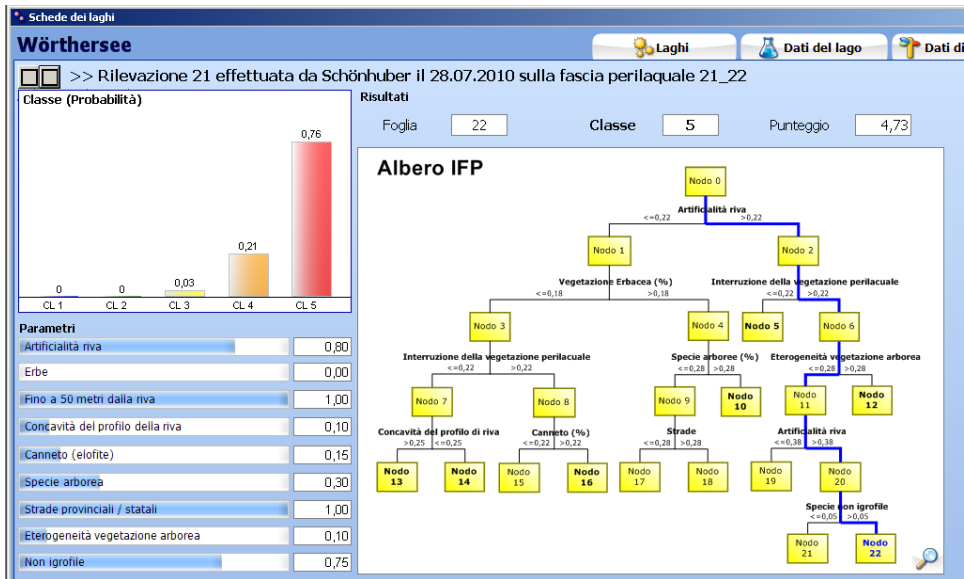 Schede dei laghi
Wörthersee
Laghi
Dati del lago
Dati di
>> Rilevazione 21 effettuata da Schönhuber il 28.07.2010 sulla fascia perilaquale 21_22
Classe (Probabilità)
0,76
0,21
0,03
0
0
CL 1 CL 2 CL 3 CL 4 CL 5
Parametri
Artificialità riva 0,80
Erbe 0,00
Fino a 50 metri dalla riva 1,00
Concavità del profilo della riva 0,10
Canneto (elofite) 0,15
Specie arborea 0,30
Strade provinciali / statali 1,00
Eterogeneità vegetazione arborea 0,10
Non igrofile 0,75
Risultati
Foglia 22 Classe 5 Punteggio 4,73
Albero IFP
Nodo 0
Artificialità riva
<=0,22 >0,22
Nodo 1 Nodo 2
Vegetazione Erbacea (%) Interruzione della vegetazione perilacuale
<=0,18 >0,18 <=0,22 >0,22
Nodo 3 Nodo 4 Nodo 5 Nodo 6
Interruzione della vegetazione perilacuale Specie arboree (%) Eterogeneità vegetazione arborea
<=0,22 >0,22 <=0,28 >0,28 <=0,28 >0,28
Nodo 7 Nodo 8 Nodo 9 Nodo 10 Nodo 11 Nodo 12
Concavità del profilo di riva Canneto (%) Strade Artificialità riva
>0,25 <=0,25 <=0,22 >0,22 <=0,28 >0,28 <=0,38 >0,38
Nodo 13 Nodo 14 Nodo 15 Nodo 16 Nodo 17 Nodo 18 Nodo 19 Nodo 20
Specie non igrofile
<=0,05 >0,05
Nodo 21 Nodo 22